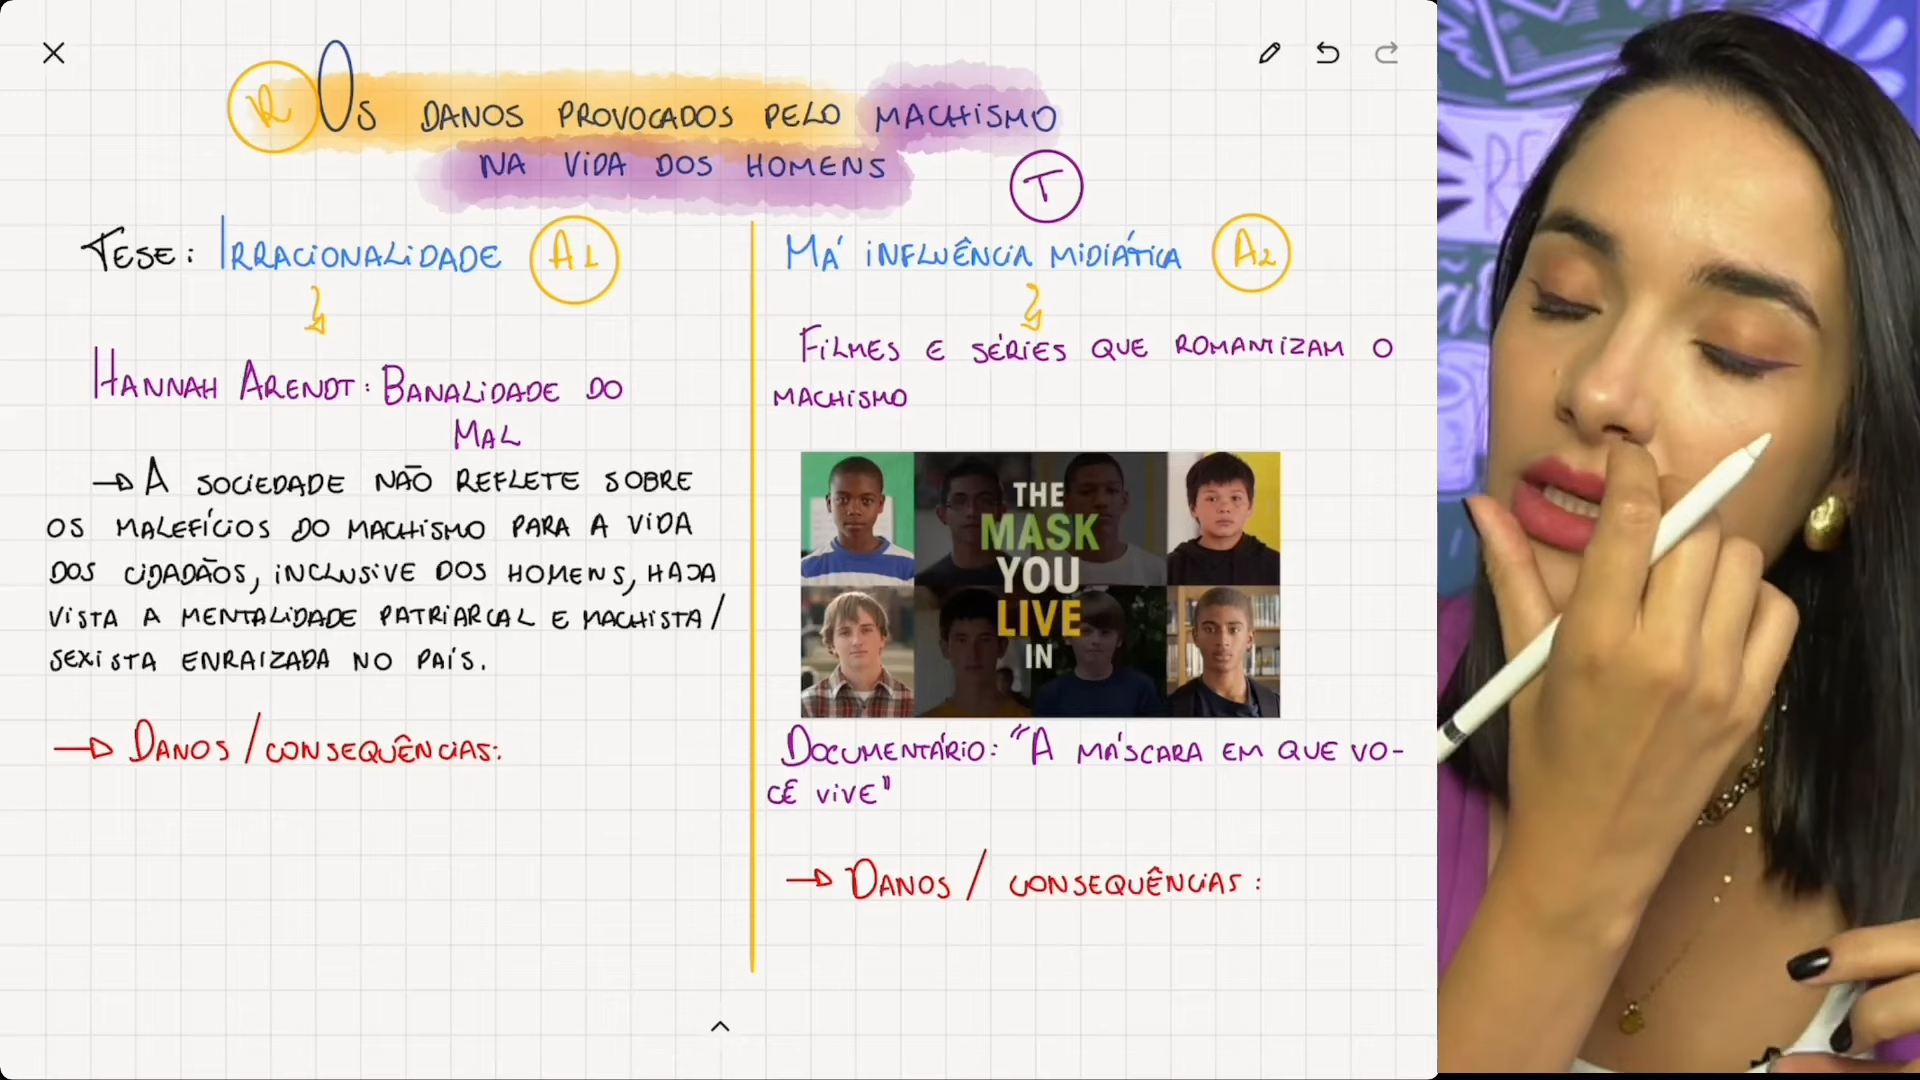 R OS DANOS PROVOCADOS PELO MACHISMO
NA VIDA DOS HOMENS
T
TESE: IRRACIONALIDADE A1
HANNAH ARENDT: BANALIDADE DO
MAL
→ A SOCIEDADE NÃO REFLETE SOBRE
OS MALEFÍCIOS DO MACHISMO PARA A VIDA
DOS CIDADÃOS, INCLUSIVE DOS HOMENS, HAJA
VISTA A MENTALIDADE PATRIARCAL E MACHISTA/
SEXISTA ENRAIZADA NO PAÍS.
→ DANOS/CONSEQUÊNCIAS:
MÁ INFLUÊNCIA MIDIÁTICA A2
FILMES E SÉRIES QUE ROMANTIZAM O
MACHISMO
THE
MASK
YOU
LIVE
IN
DOCUMENTÁRIO: "A MÁSCARA EM QUE VO-
CÊ VIVE"
→ DANOS / CONSEQUÊNCIAS: